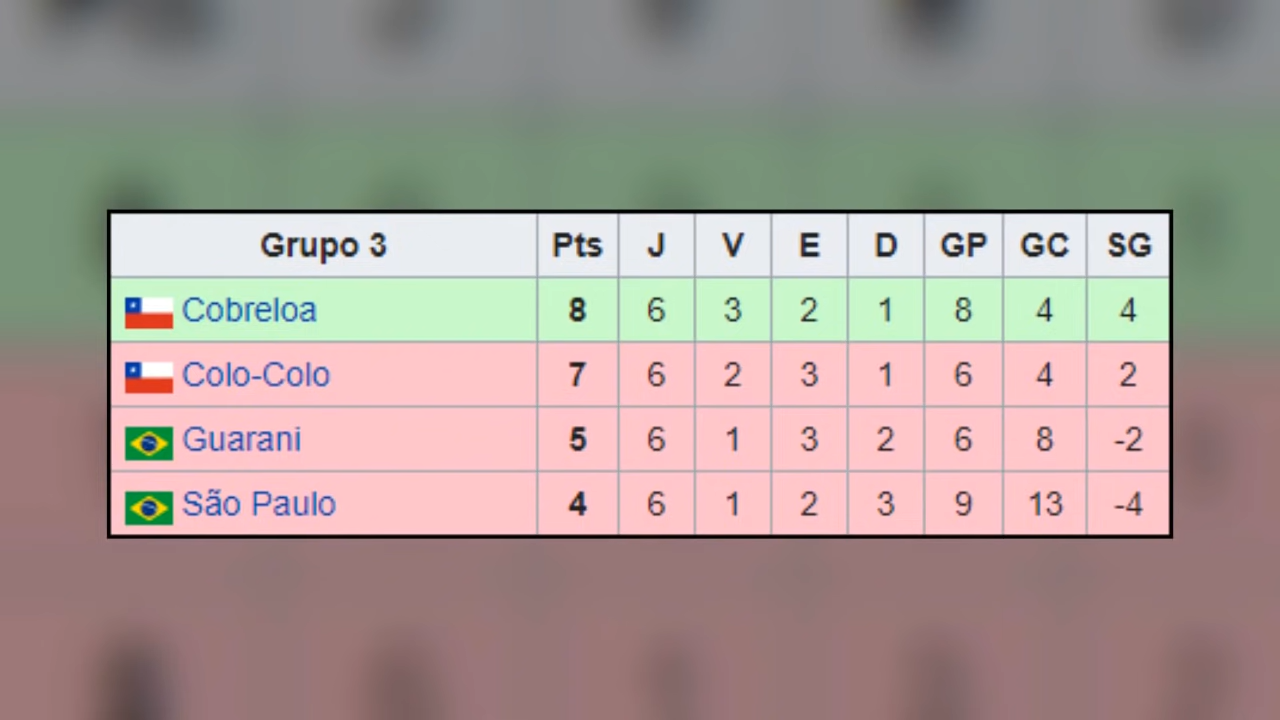 Grupo 3 Pts J V E D GP GC SG
Cobreloa 8 6 3 2 1 8 4 4
Colo-Colo 7 6 2 3 1 6 4 2
Guarani 5 6 1 3 2 6 8 -2
São Paulo 4 6 1 2 3 9 13 -4